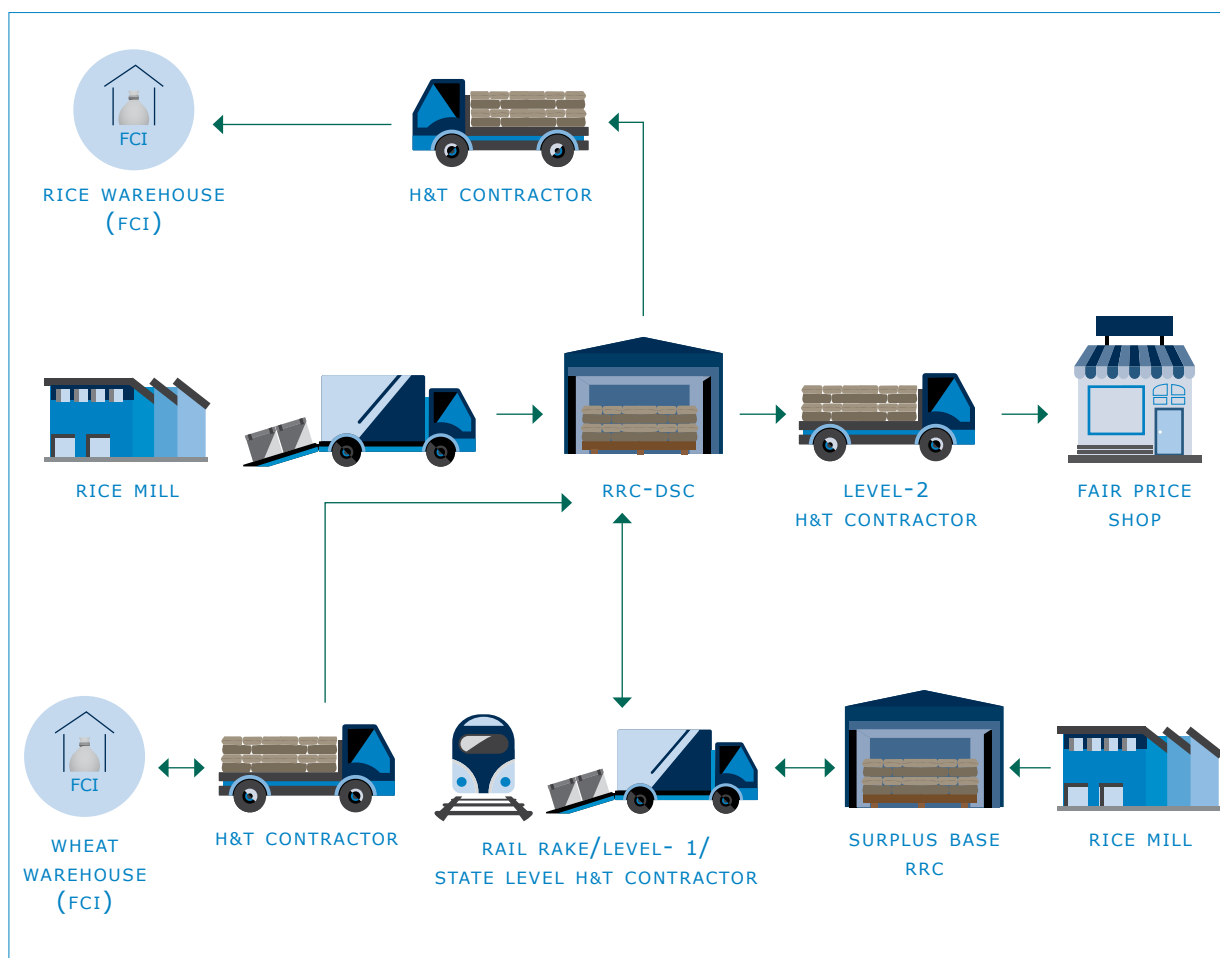 FCI
RICE WAREHOUSE
(FCI)
H&T CONTRACTOR
RICE MILL
RRC-DSC
LEVEL-2
H&T CONTRACTOR
FAIR PRICE
SHOP
FCI
WHEAT
WAREHOUSE
(FCI)
H&T CONTRACTOR
RAIL RAKE/LEVEL- 1/
STATE LEVEL H&T CONTRACTOR
SURPLUS BASE
RRC
RICE MILL